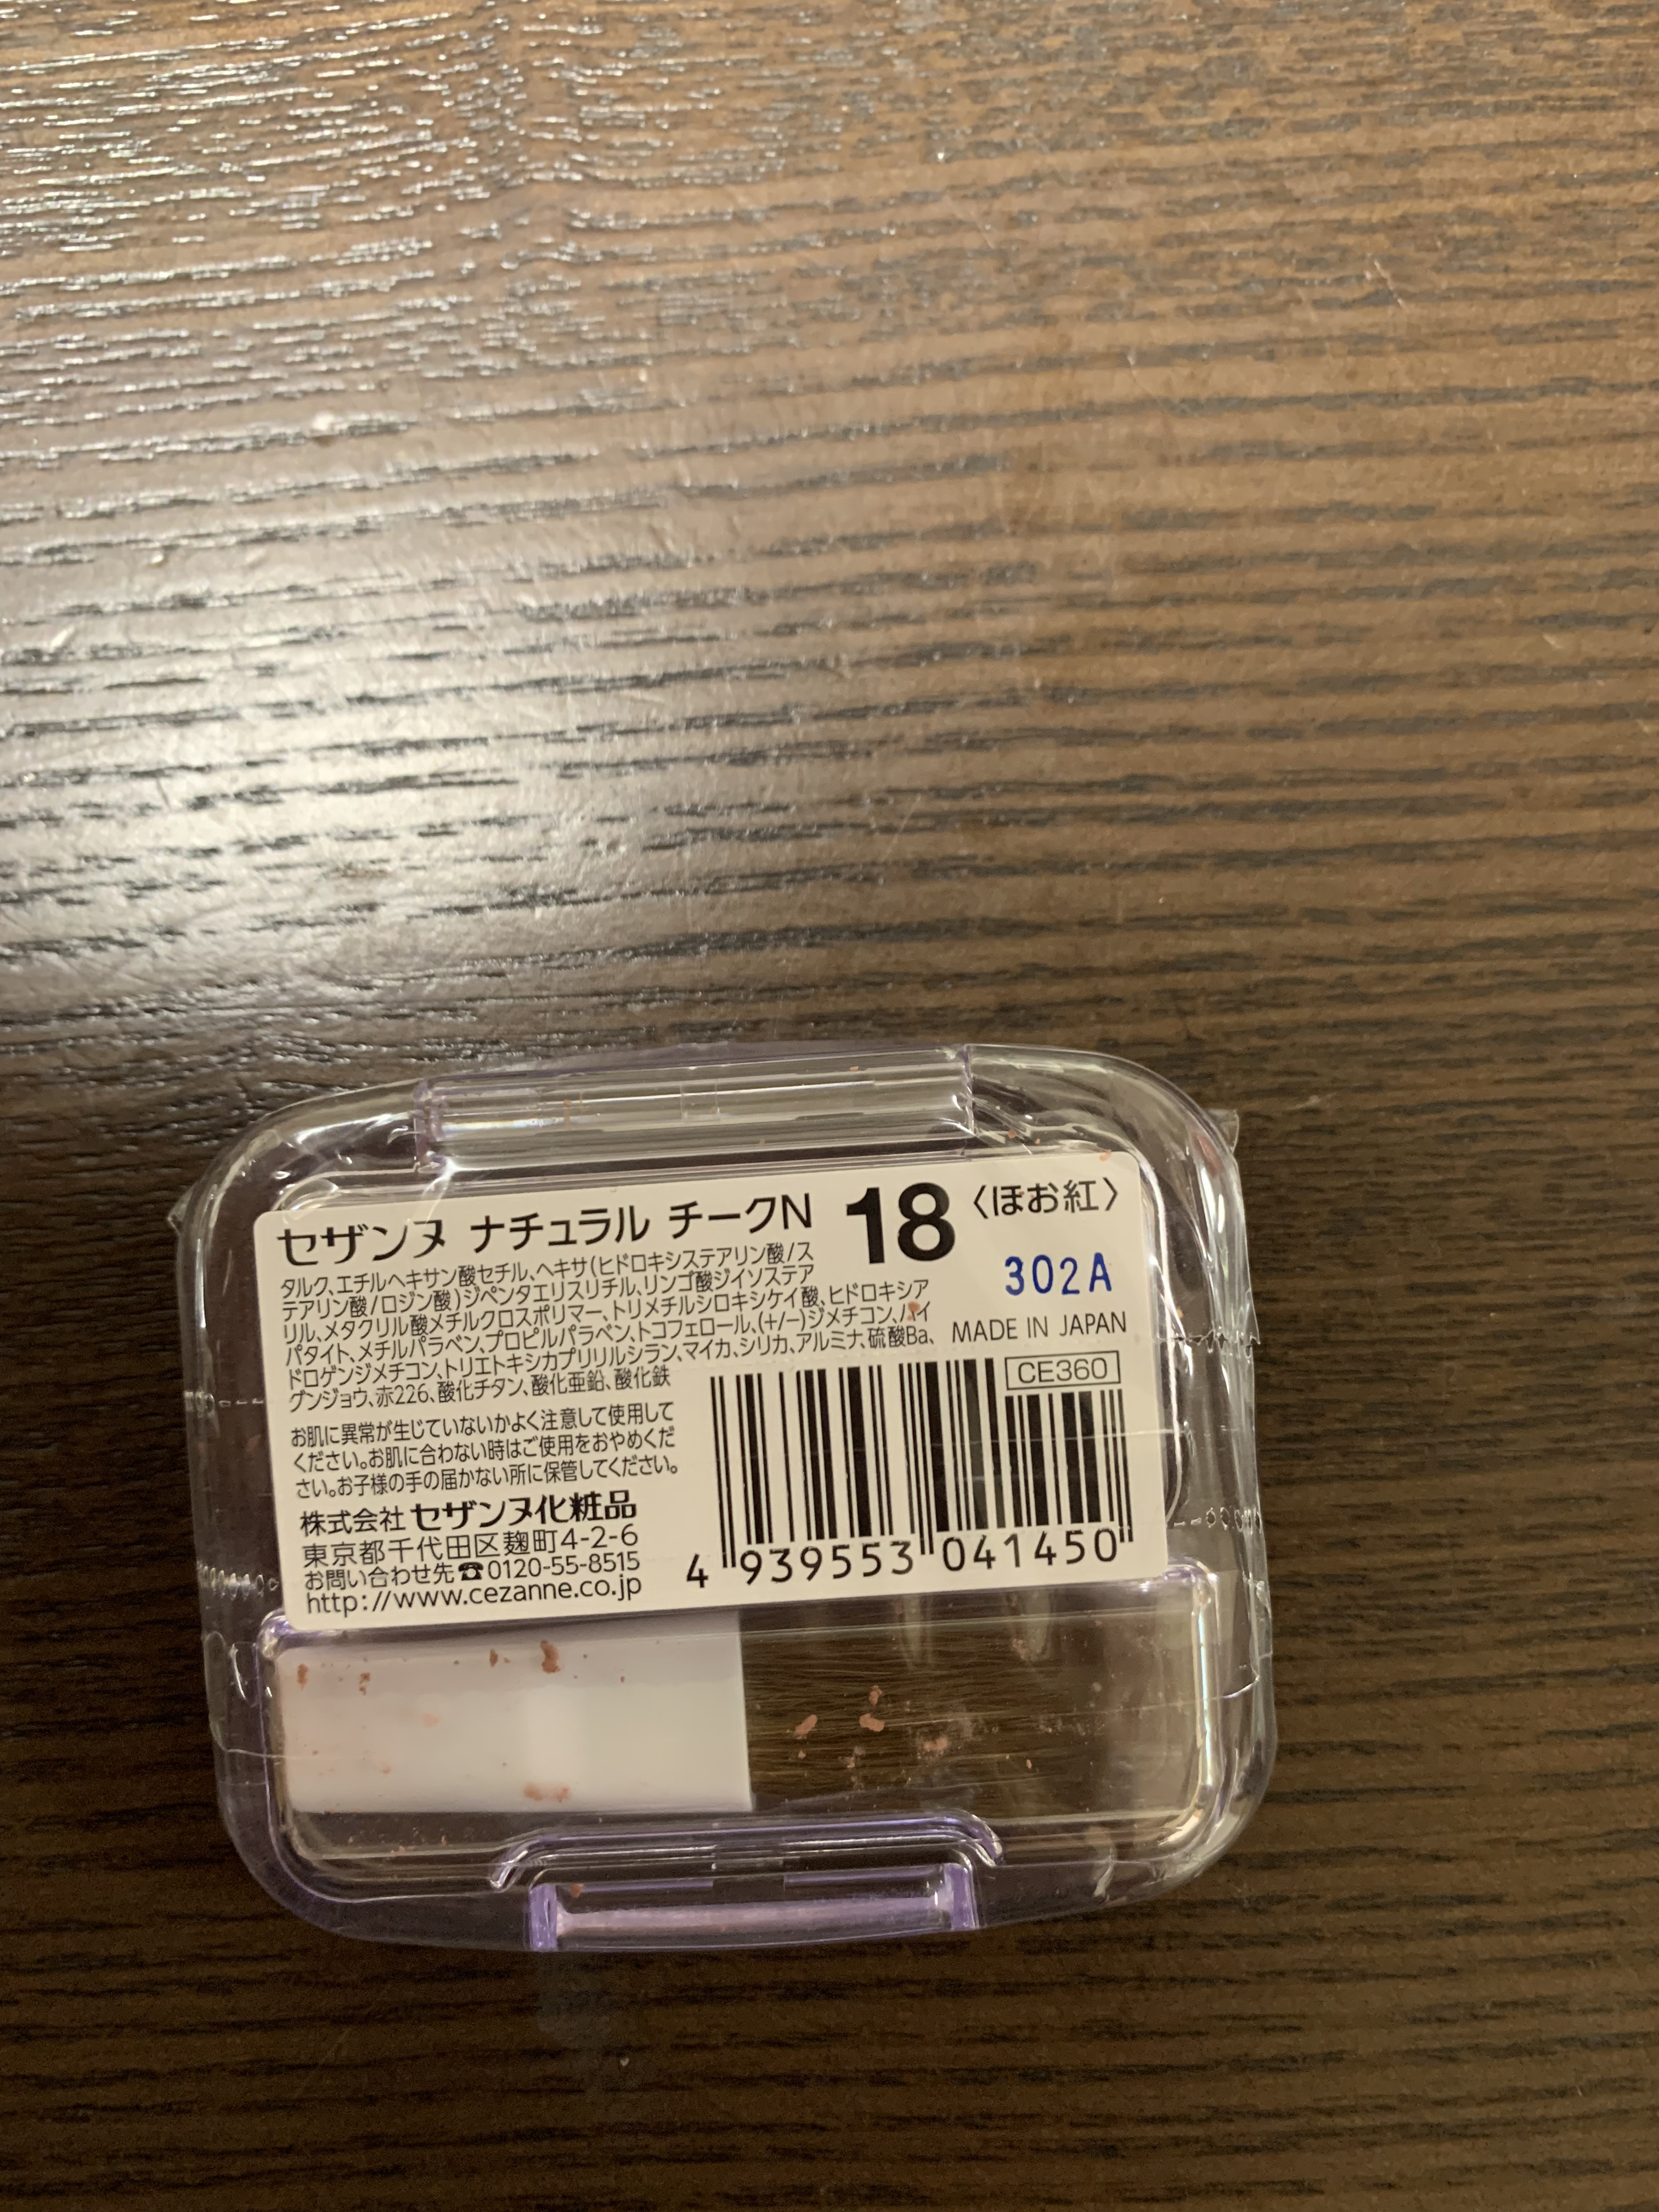 セザンヌ ナチュラル チークN 18 〈ほお紅〉
タルク、エチルヘキサン酸セチル、ヘキサ(ヒドロキシステアリン酸/ス
テアリン酸/ロジン酸)ジペンタエリスリチル、リンゴ酸ジイソステア
リル、メタクリル酸メチルクロスポリマー、トリメチルシロキシケイ酸、ヒドロキシア
パタイト、メチルパラベン、プロピルパラベン、トコフェロール、(+/-)ジメチコン、ハイ
ドロゲンジメチコン、トリエトキシカプリリルシラン、マイカ、シリカ、アルミナ、硫酸Ba、
グンジョウ、赤226、酸化チタン、酸化亜鉛、酸化鉄
302A
MADE IN JAPAN
CE360
お肌に異常が生じていないかよく注意して使用して
ください。お肌に合わない時はご使用をおやめくだ
さい。お子様の手の届かない所に保管してください。
株式会社 セザンヌ化粧品
東京都千代田区麹町4-2-6
お問い合わせ先☎0120-55-8515
http://www.cezanne.co.jp
4 939553 041450